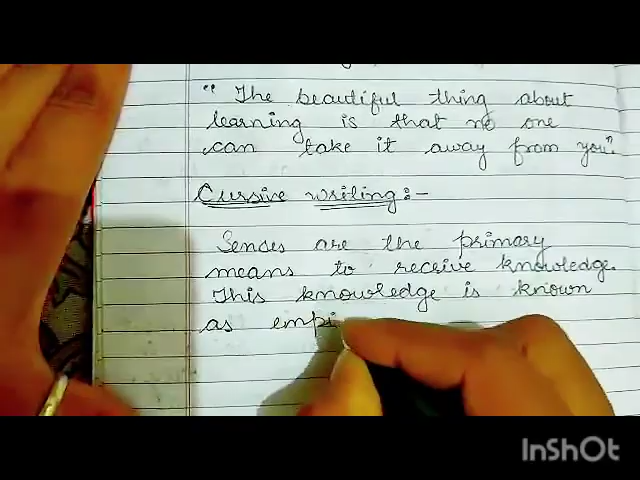 " The beautiful thing about
learning is that no one
can take it away from you".
Cursive writing:-
Senses are the primary
means to receive knowledge.
This knowledge is known
as empi
InShOt